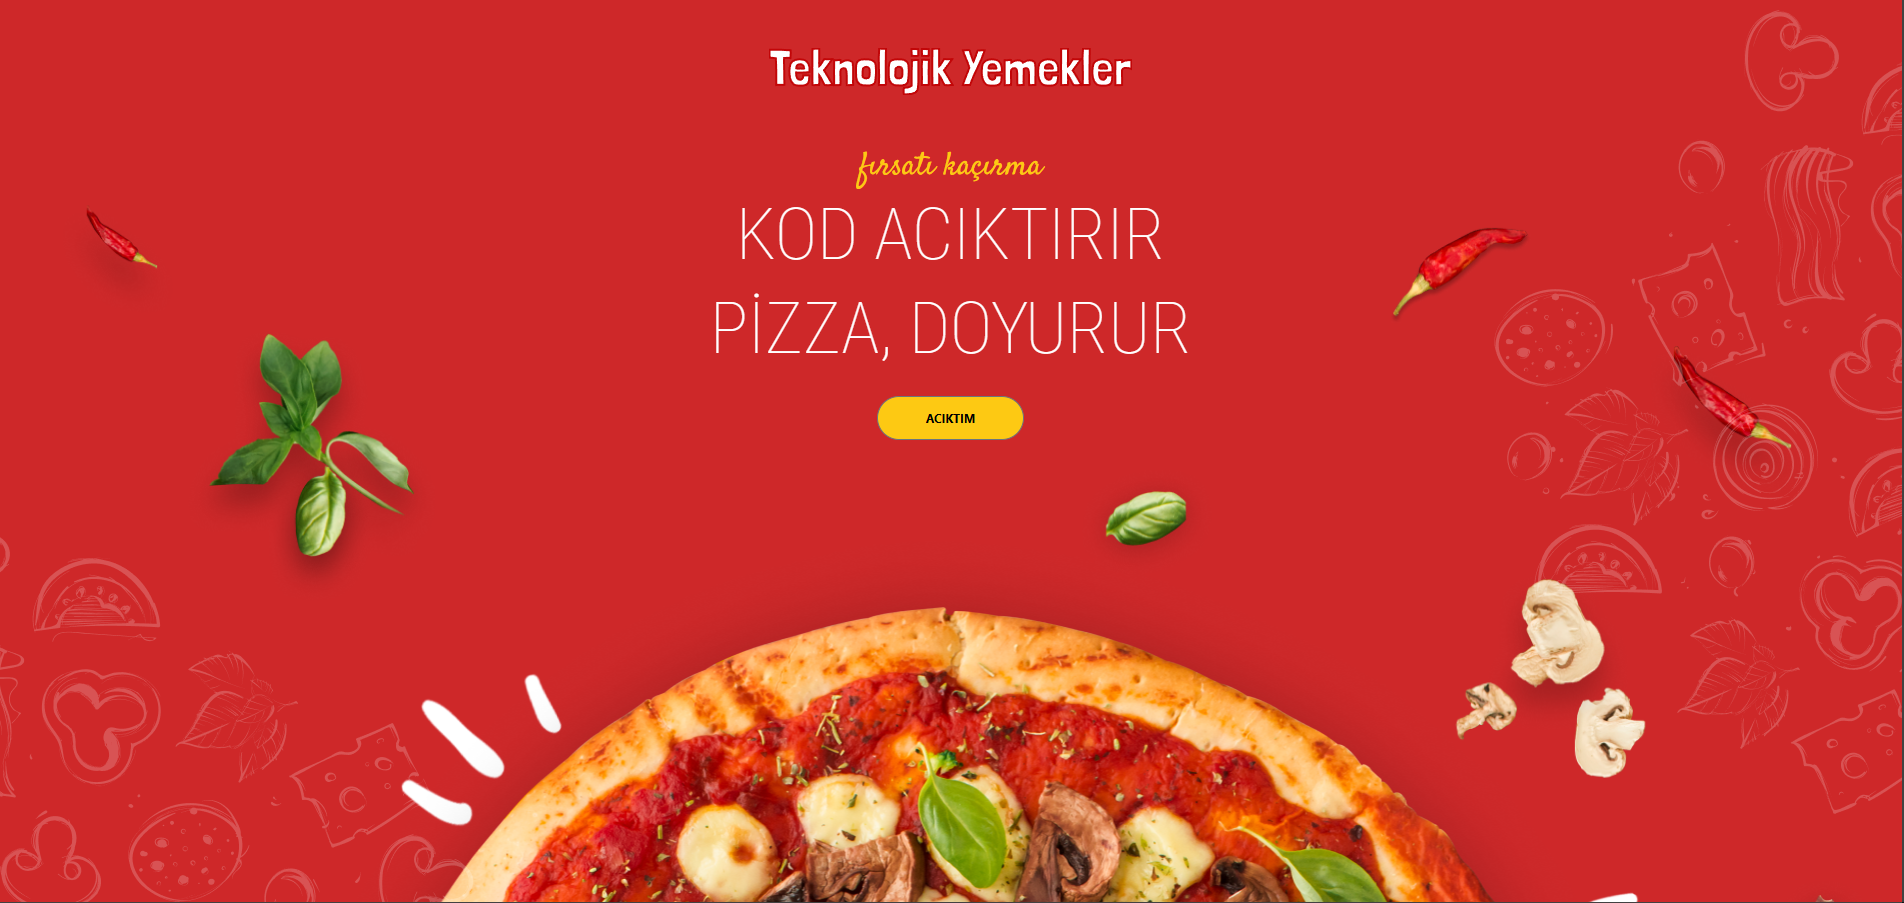 Teknolojik Yemekler
fırsatı kaçırma
KOD ACIKTIRIR
PİZZA, DOYURUR
ACIKTIM